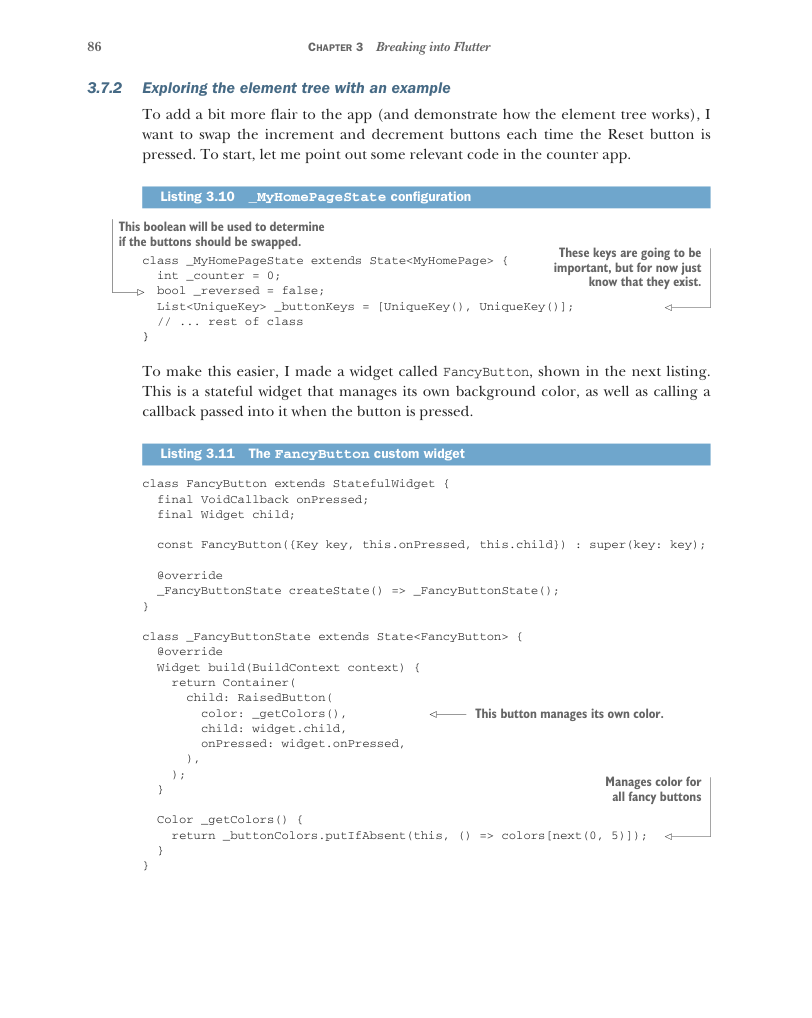 86
CHAPTER 3 Breaking into Flutter
3.7.2 Exploring the element tree with an example
To add a bit more flair to the app (and demonstrate how the element tree works), I
want to swap the increment and decrement buttons each time the Reset button is
pressed. To start, let me point out some relevant code in the counter app.
Listing 3.10 _MyHomePageState configuration
This boolean will be used to determine
if the buttons should be swapped.
class _MyHomePageState extends State<MyHomePage> {
  int _counter = 0;
  bool _reversed = false;
  List<UniqueKey> _buttonKeys = [UniqueKey(), UniqueKey()];
  // ... rest of class
}
These keys are going to be
important, but for now just
know that they exist.
To make this easier, I made a widget called FancyButton, shown in the next listing.
This is a stateful widget that manages its own background color, as well as calling a
callback passed into it when the button is pressed.
Listing 3.11 The FancyButton custom widget
class FancyButton extends StatefulWidget {
  final VoidCallback onPressed;
  final Widget child;
  const FancyButton({Key key, this.onPressed, this.child}) : super(key: key);
  @override
  _FancyButtonState createState() => _FancyButtonState();
}
class _FancyButtonState extends State<FancyButton> {
  @override
  Widget build(BuildContext context) {
    return Container(
      child: RaisedButton(
        color: _getColors(),
        child: widget.child,
        onPressed: widget.onPressed,
      ),
    );
  }
This button manages its own color.
Manages color for
all fancy buttons
  Color _getColors() {
    return _buttonColors.putIfAbsent(this, () => colors[next(0, 5)]);
  }
}